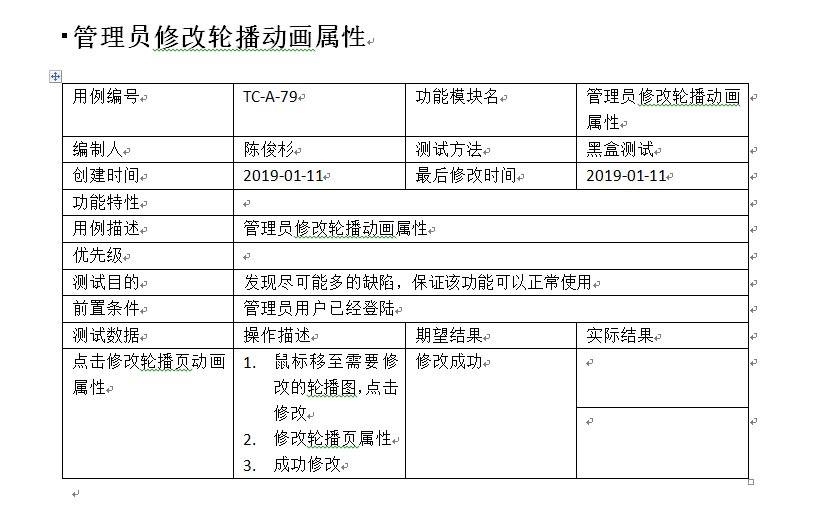 管理员修改轮播动画属性
用例编号 TC-A-79 功能模块名 管理员修改轮播动画
属性
编制人 陈俊杉 测试方法 黑盒测试
创建时间 2019-01-11 最后修改时间 2019-01-11
功能特性
用例描述 管理员修改轮播动画属性
优先级
测试目的 发现尽可能多的缺陷，保证该功能可以正常使用
前置条件 管理员用户已经登陆
测试数据 操作描述 期望结果 实际结果
点击修改轮播页动画
属性
1. 鼠标移至需要修
改的轮播图，点击
修改
2. 修改轮播页属性
3. 成功修改
修改成功